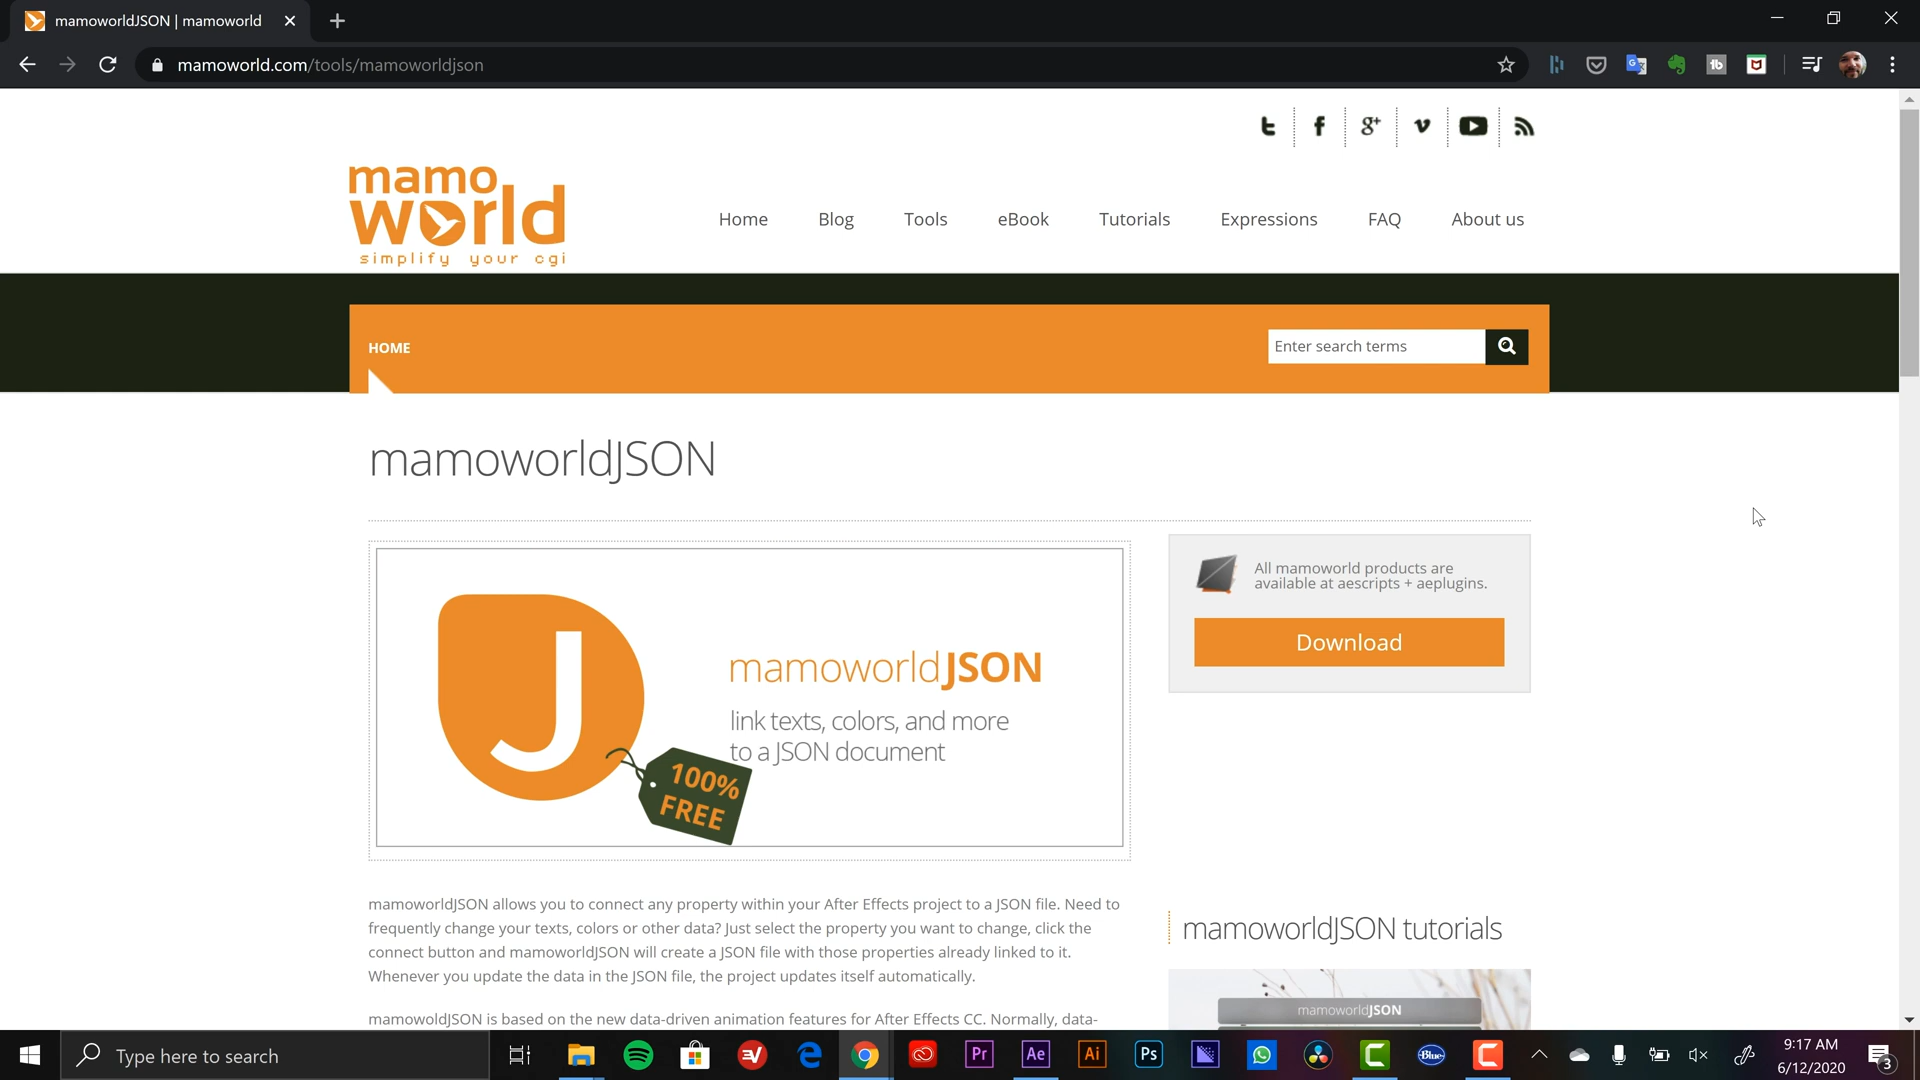 mamoworldJSON | mamoworld
mamoworld.com/tools/mamoworldjson
mamo
world
simplify your cgi
Home Blog Tools eBook Tutorials Expressions FAQ About us
HOME
Enter search terms
mamoworldJSON
J
mamoworldJSON
link texts, colors, and more
to a JSON document
100%
FREE
All mamoworld products are
available at aescripts + aeplugins.
Download
mamoworldJSON allows you to connect any property within your After Effects project to a JSON file. Need to
frequently change your texts, colors or other data? Just select the property you want to change, click the
connect button and mamoworldJSON will create a JSON file with those properties already linked to it.
Whenever you update the data in the JSON file, the project updates itself automatically.
mamowoldJSON is based on the new data-driven animation features for After Effects CC. Normally, data-
mamoworldJSON tutorials
mamoworldJSON
Type here to search
Pr
Ae
Ai
Ps
Blue
9:17 AM
6/12/2020
3